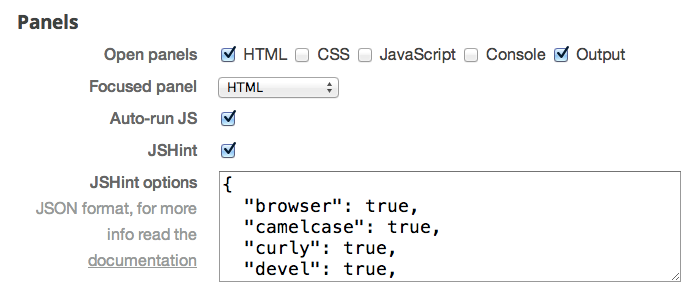 Panels
Open panels HTML CSS JavaScript Console Output
Focused panel HTML
Auto-run JS
JSHint
JSHint options
JSON format, for more
info read the
documentation
{
"browser": true,
"camelcase": true,
"curly": true,
"devel": true,